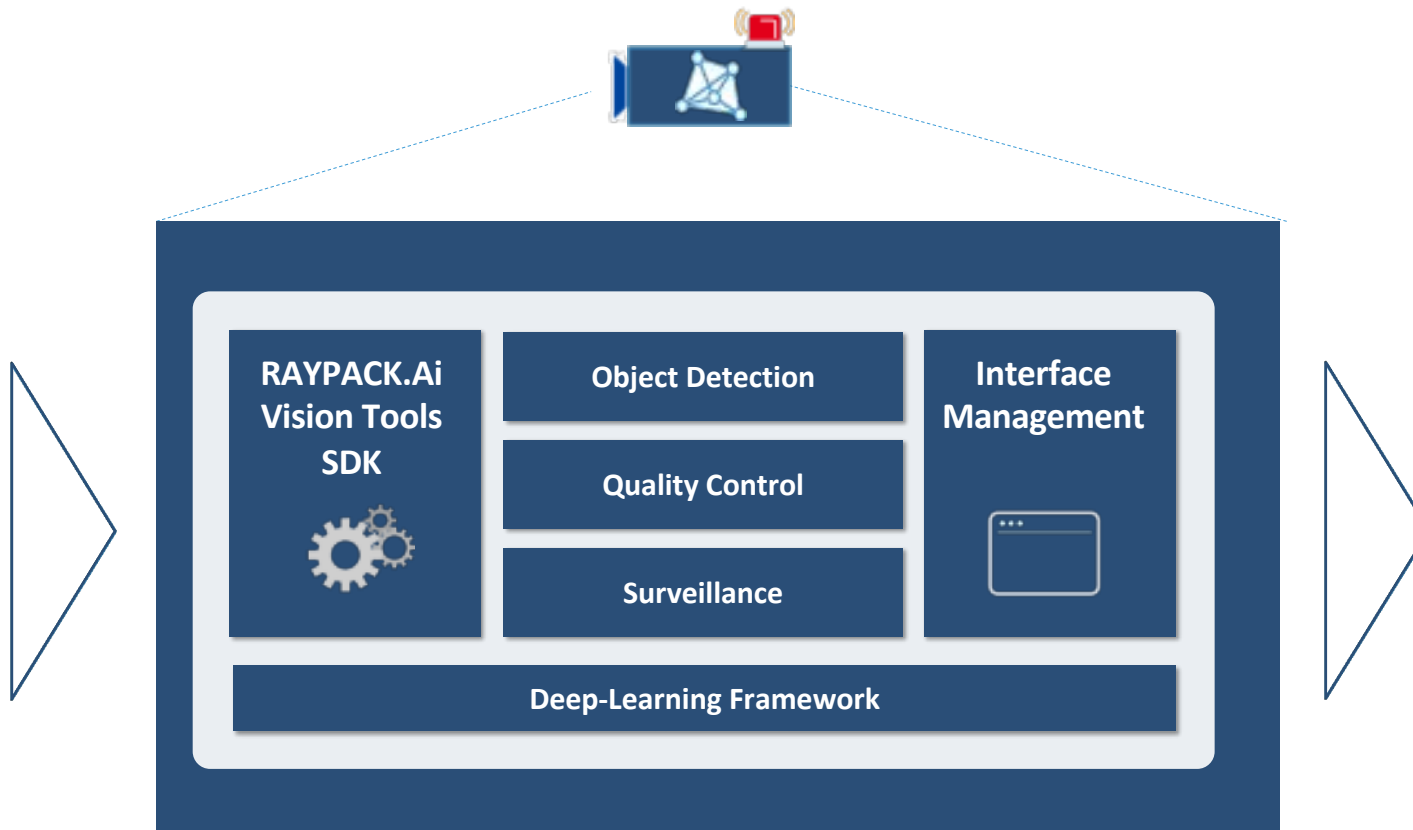 RAYPACK.Ai
Vision Tools
SDK
Object Detection
Quality Control
Surveillance
Interface
Management
Deep-Learning Framework